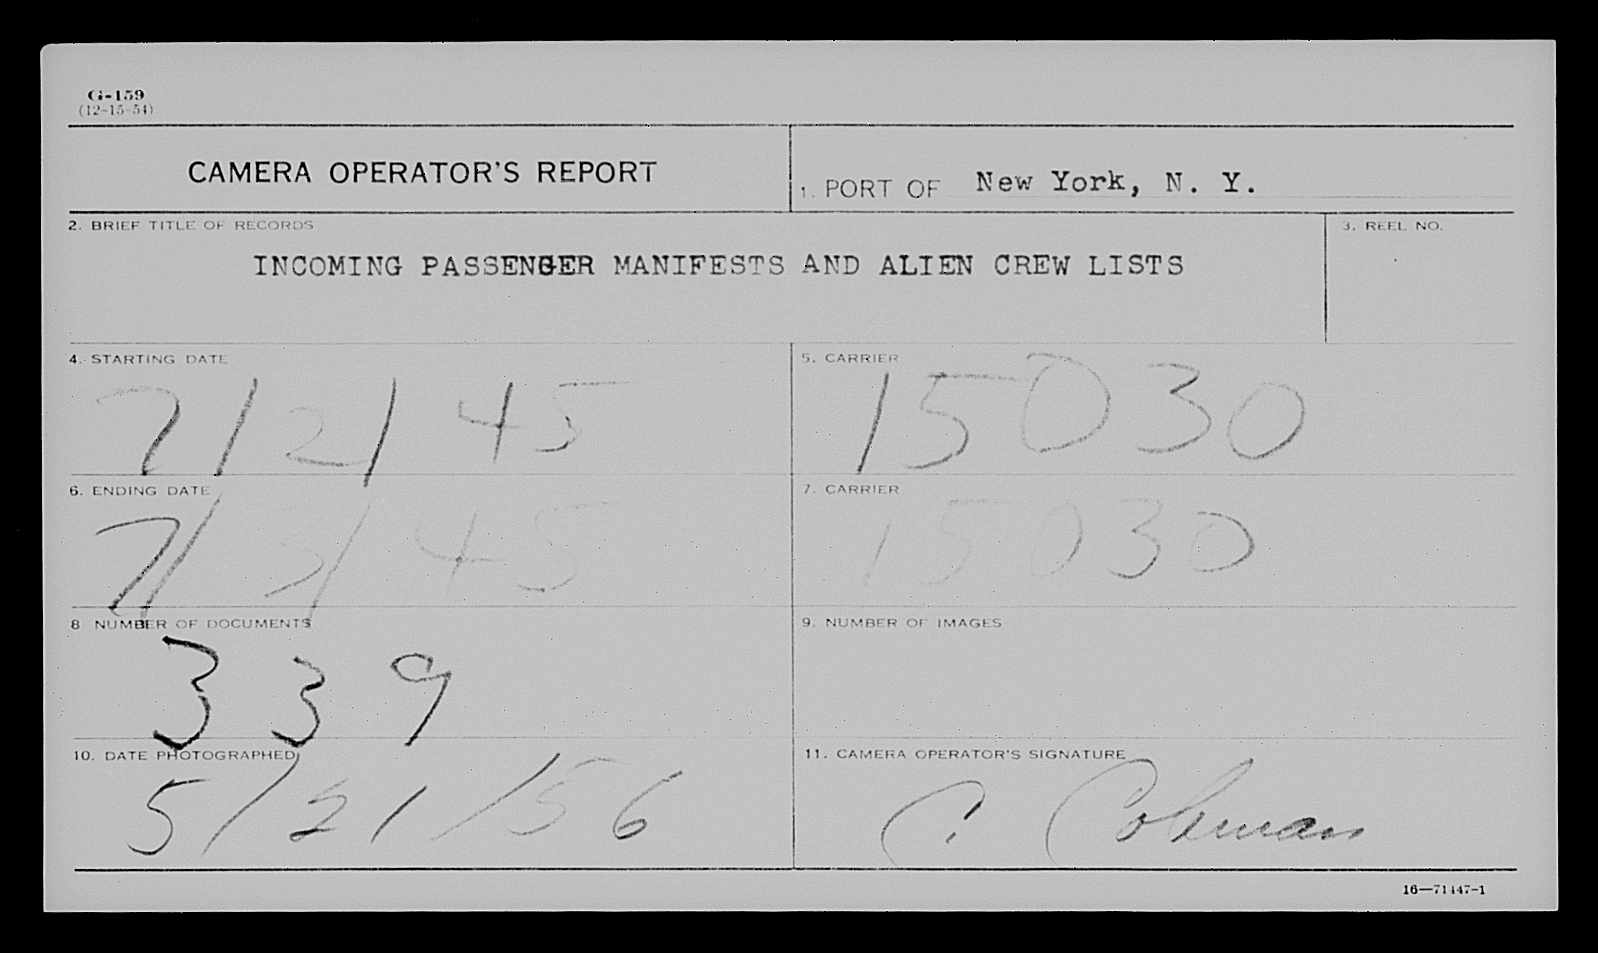 G-159
(12-15-54)
CAMERA OPERATOR'S REPORT
1. PORT OF New York, N. Y.
2. BRIEF TITLE OF RECORDS
INCOMING PASSENGER MANIFESTS AND ALIEN CREW LISTS
3. REEL NO.
4. STARTING DATE
7/2/45
5. CARRIER
15030
6. ENDING DATE
7/2/45
7. CARRIER
15030
8 NUMBER OF DOCUMENTS
339
9. NUMBER OF IMAGES
10. DATE PHOTOGRAPHED
5/21/56
11. CAMERA OPERATOR'S SIGNATURE
C. Coleman
16—71447-1